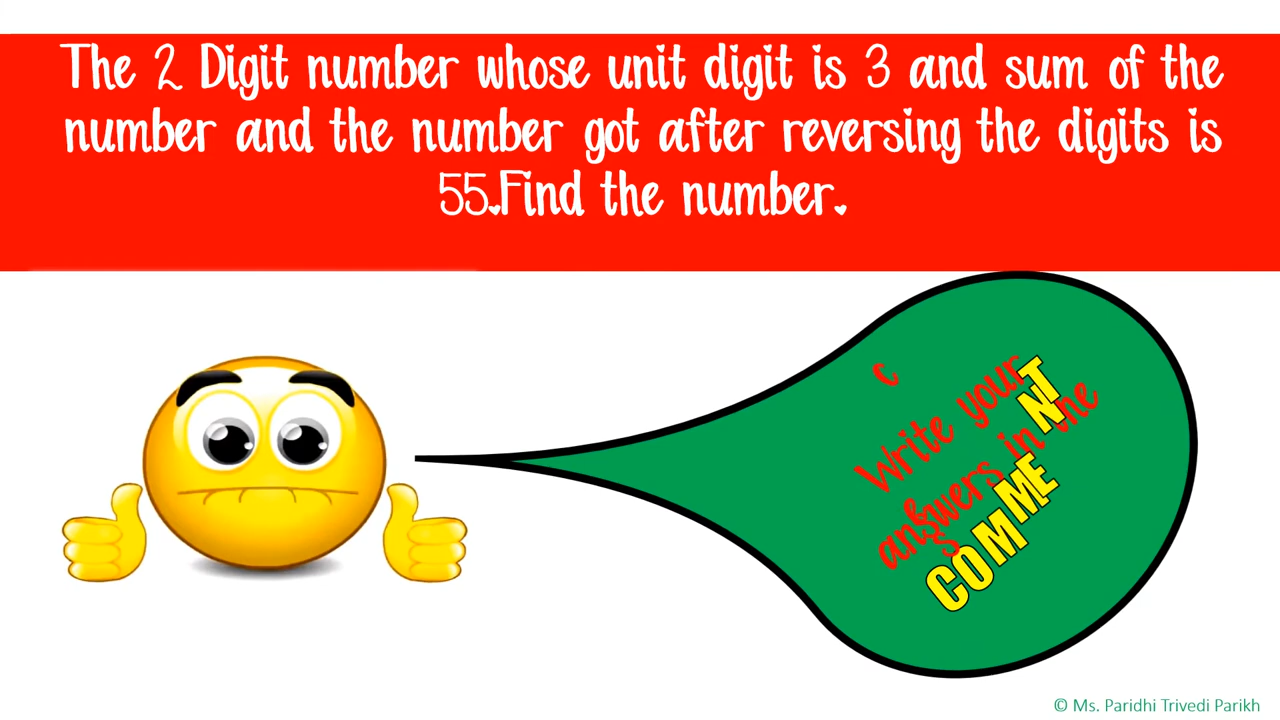 The 2 Digit number whose unit digit is 3 and sum of the
number and the number got after reversing the digits is
55.Find the number.
Write your
answers in the
COMMENT
© Ms. Paridhi Trivedi Parikh